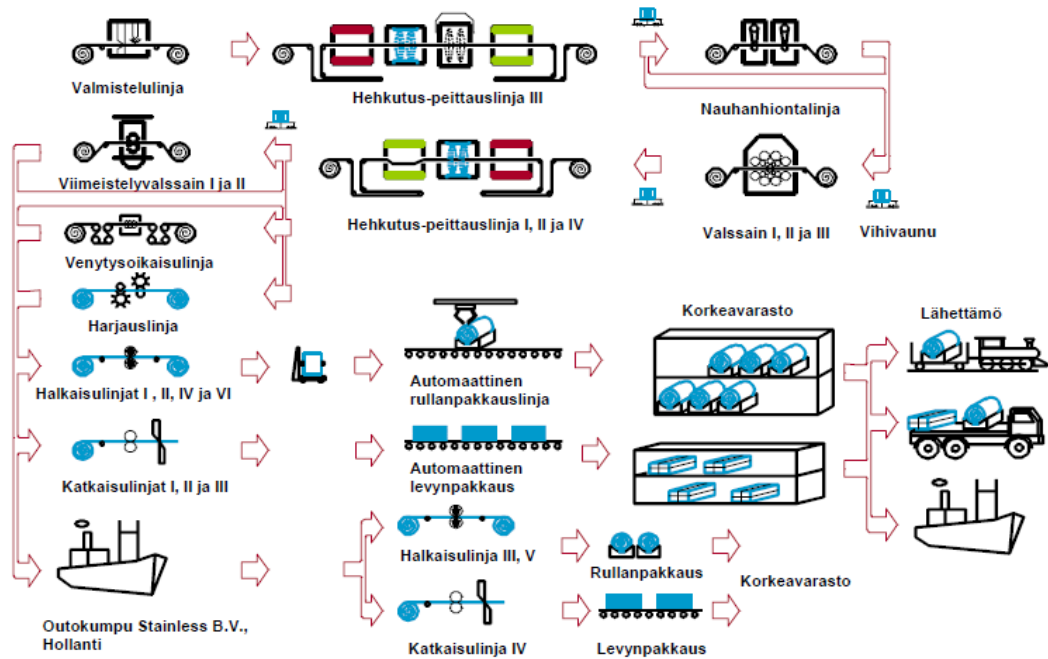 Valmistelulinja
Hehkutus-peittauslinja III
Nauhanhiontalinja
Viimeistelyvalssain I ja II
Hehkutus-peittauslinja I, II ja IV
Valssain I, II ja III
Vihivaunu
Venytysoikaisulinja
Harjauslinja
Korkeavarasto
Lähettämö
Halkaisulinjat I , II, IV ja VI
Automaattinen
rullanpakkauslinja
Katkaisulinjat I, II ja III
Automaattinen
levynpakkaus
Halkaisulinja III, V
Rullanpakkaus
Korkeavarasto
Outokumpu Stainless B.V.,
Hollanti
Katkaisulinja IV
Levynpakkaus